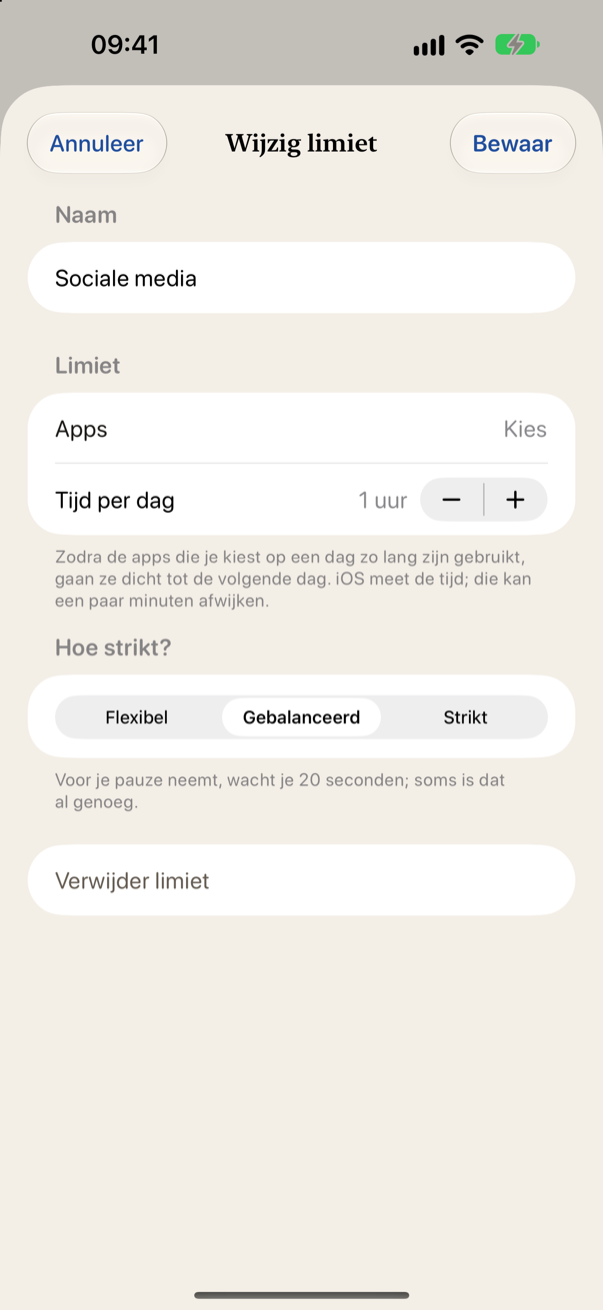 09:41
Annuleer
Wijzig limiet
Bewaar
Naam
Sociale media
Limiet
Apps
Kies
Tijd per dag
1 uur
Zodra de apps die je kiest op een dag zo lang zijn gebruikt,
gaan ze dicht tot de volgende dag. iOS meet de tijd; die kan
een paar minuten afwijken.
Hoe strikt?
Flexibel
Gebalanceerd
Strikt
Voor je pauze neemt, wacht je 20 seconden; soms is dat
al genoeg.
Verwijder limiet